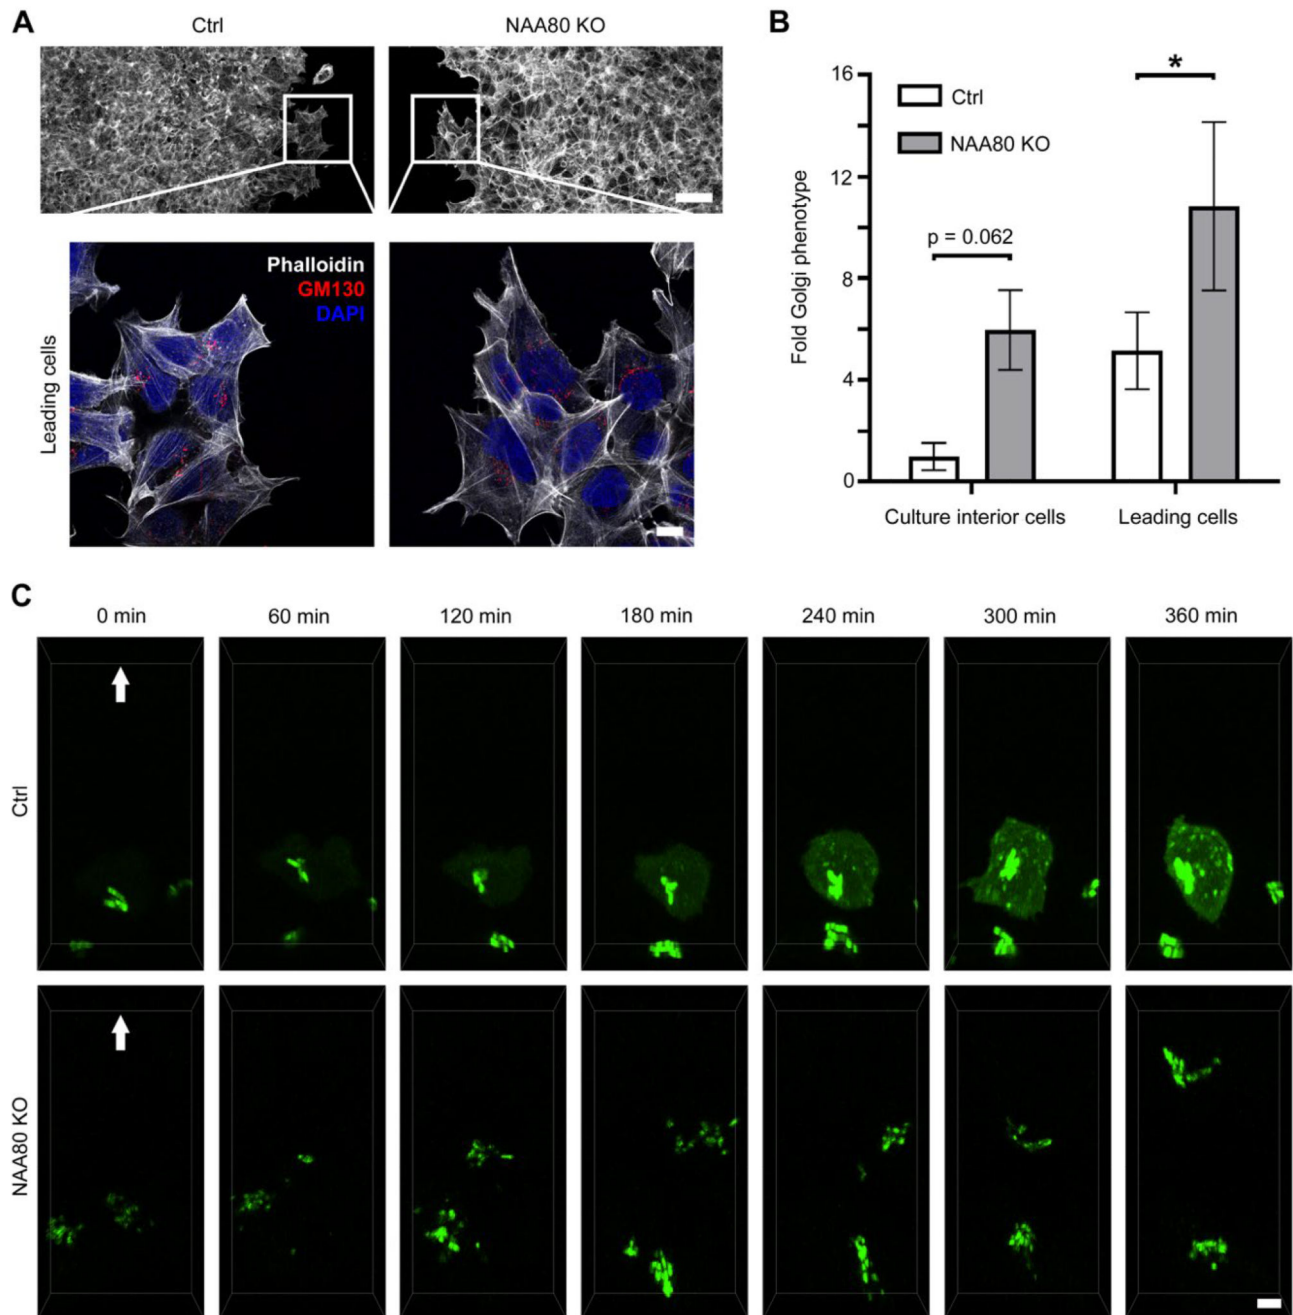 A
Ctrl
NAA80 KO
Phalloidin
GM130
DAPI
Leading cells
B
16
12
8
4
0
Fold Golgi phenotype
Ctrl
NAA80 KO
p = 0.062
*
Culture interior cells
Leading cells
C
0 min
60 min
120 min
180 min
240 min
300 min
360 min
Ctrl
NAA80 KO